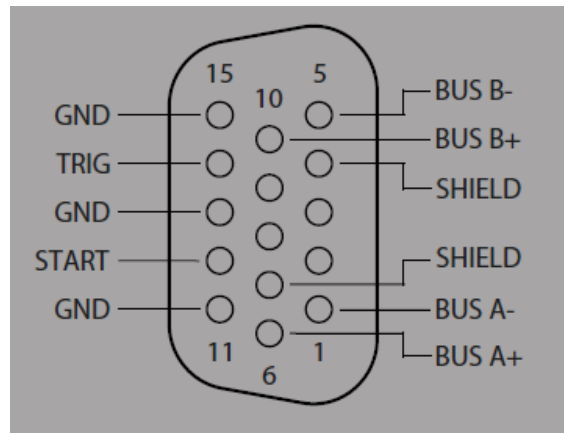 15 5
10
BUS B-
GND
BUS B+
TRIG
SHIELD
GND
START
SHIELD
GND
BUS A-
11 1
BUS A+
6